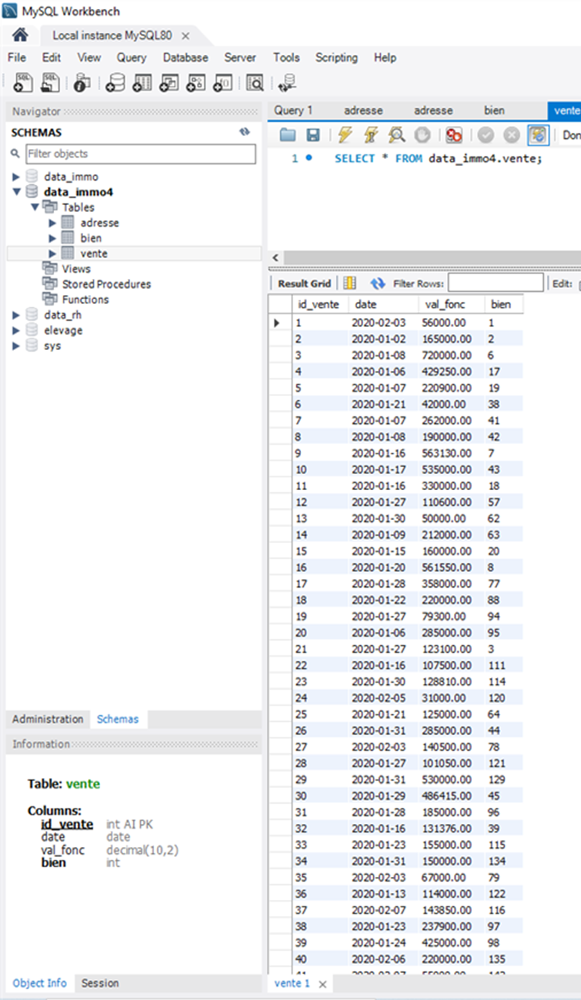 MySQL Workbench
Local instance MySQL80 ×
File Edit View Query Database Server Tools Scripting Help
Navigator
SCHEMAS
Filter objects
data_immo
data_immo4
Tables
adresse
bien
vente
Views
Stored Procedures
Functions
data_rh
elevage
sys
Administration Schemas
Information
Table: vente
Columns:
id_vente int AI PK
date date
val_fonc decimal(10,2)
bien int
Object Info Session
Query 1 adresse adresse bien vente
1 SELECT * FROM data_immo4.vente;
Result Grid Filter Rows: Edit:
id_vente date val_fonc bien
1 2020-02-03 56000.00 1
2 2020-01-02 165000.00 2
3 2020-01-08 720000.00 6
4 2020-01-06 429250.00 17
5 2020-01-07 220900.00 19
6 2020-01-21 42000.00 38
7 2020-01-07 262000.00 41
8 2020-01-08 190000.00 42
9 2020-01-16 563130.00 7
10 2020-01-17 535000.00 43
11 2020-01-16 330000.00 18
12 2020-01-27 110600.00 57
13 2020-01-30 50000.00 62
14 2020-01-09 212000.00 63
15 2020-01-15 160000.00 20
16 2020-01-20 561550.00 8
17 2020-01-28 358000.00 77
18 2020-01-22 220000.00 88
19 2020-01-27 79300.00 94
20 2020-01-06 285000.00 95
21 2020-01-27 123100.00 3
22 2020-01-16 107500.00 111
23 2020-01-30 128810.00 114
24 2020-02-05 31000.00 120
25 2020-01-21 125000.00 64
26 2020-01-31 285000.00 44
27 2020-02-03 140500.00 78
28 2020-01-27 101050.00 121
29 2020-01-31 530000.00 129
30 2020-01-29 486415.00 45
31 2020-01-28 185000.00 96
32 2020-01-16 131376.00 39
33 2020-01-23 155000.00 115
34 2020-01-31 150000.00 134
35 2020-02-03 67000.00 79
36 2020-01-13 114000.00 122
37 2020-02-07 143850.00 116
38 2020-01-23 237900.00 97
39 2020-01-24 425000.00 98
40 2020-02-06 220000.00 135
vente 1 ×